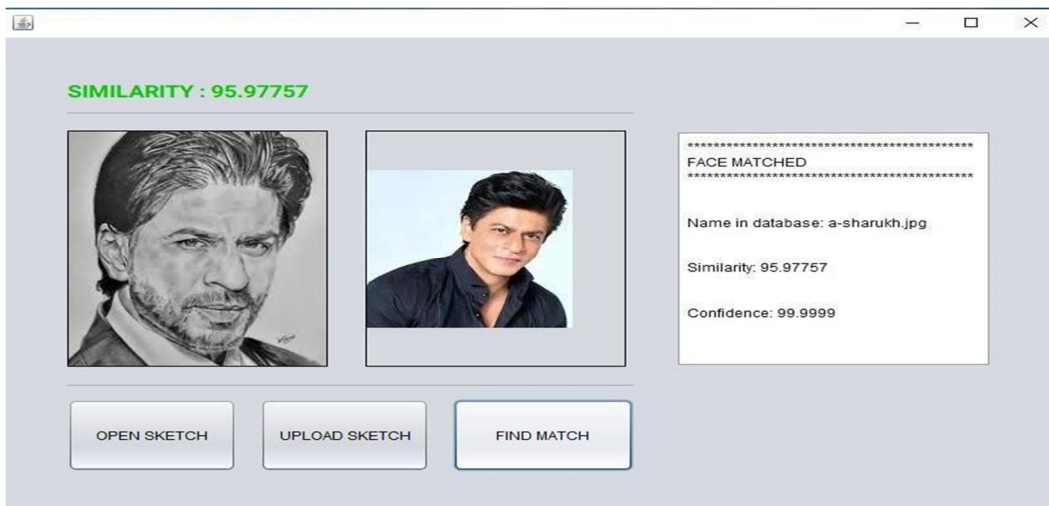 SIMILARITY : 95.97757
********************************************
FACE MATCHED
********************************************
Name in database: a-sharukh.jpg
Similarity: 95.97757
Confidence: 99.9999
OPEN SKETCH
UPLOAD SKETCH
FIND MATCH